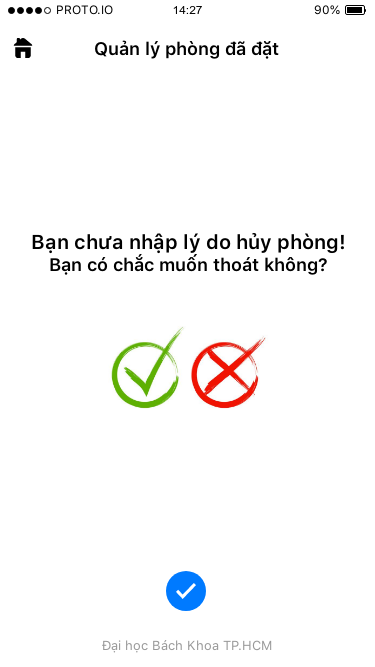 PROTO.IO 14:27 90%
Quản lý phòng đã đặt
Bạn chưa nhập lý do hủy phòng!
Bạn có chắc muốn thoát không?
Đại học Bách Khoa TP.HCM